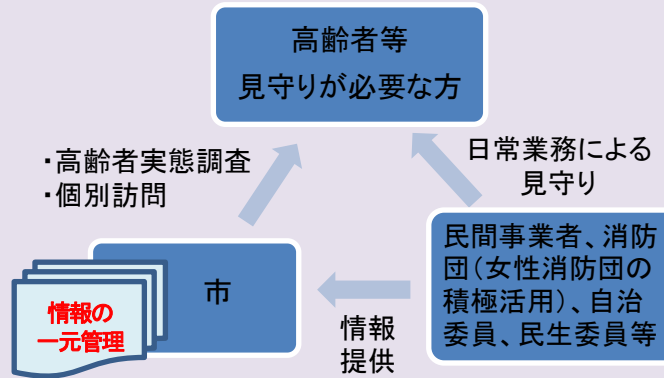 高齢者等
見守りが必要な方
・高齢者実態調査
・個別訪問
日常業務による
見守り
市
情報の
一元管理
情報
提供
民間事業者、消防
団(女性消防団の
積極活用)、自治
委員、民生委員等